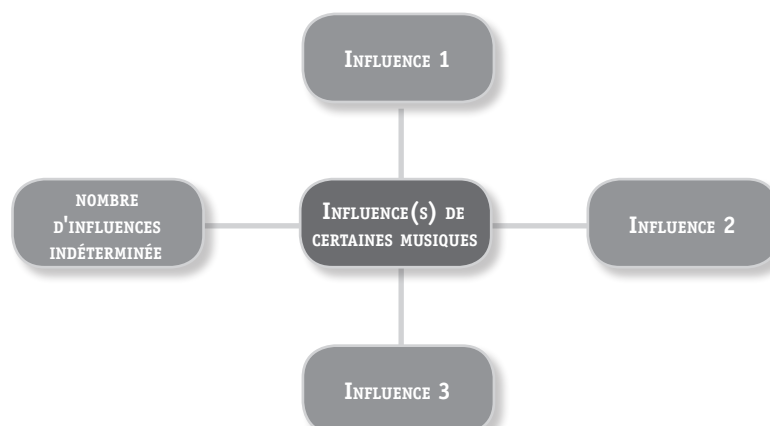 Influence 1
nombre
d'influences
indéterminée
Influence(s) de
certaines musiques
Influence 2
Influence 3